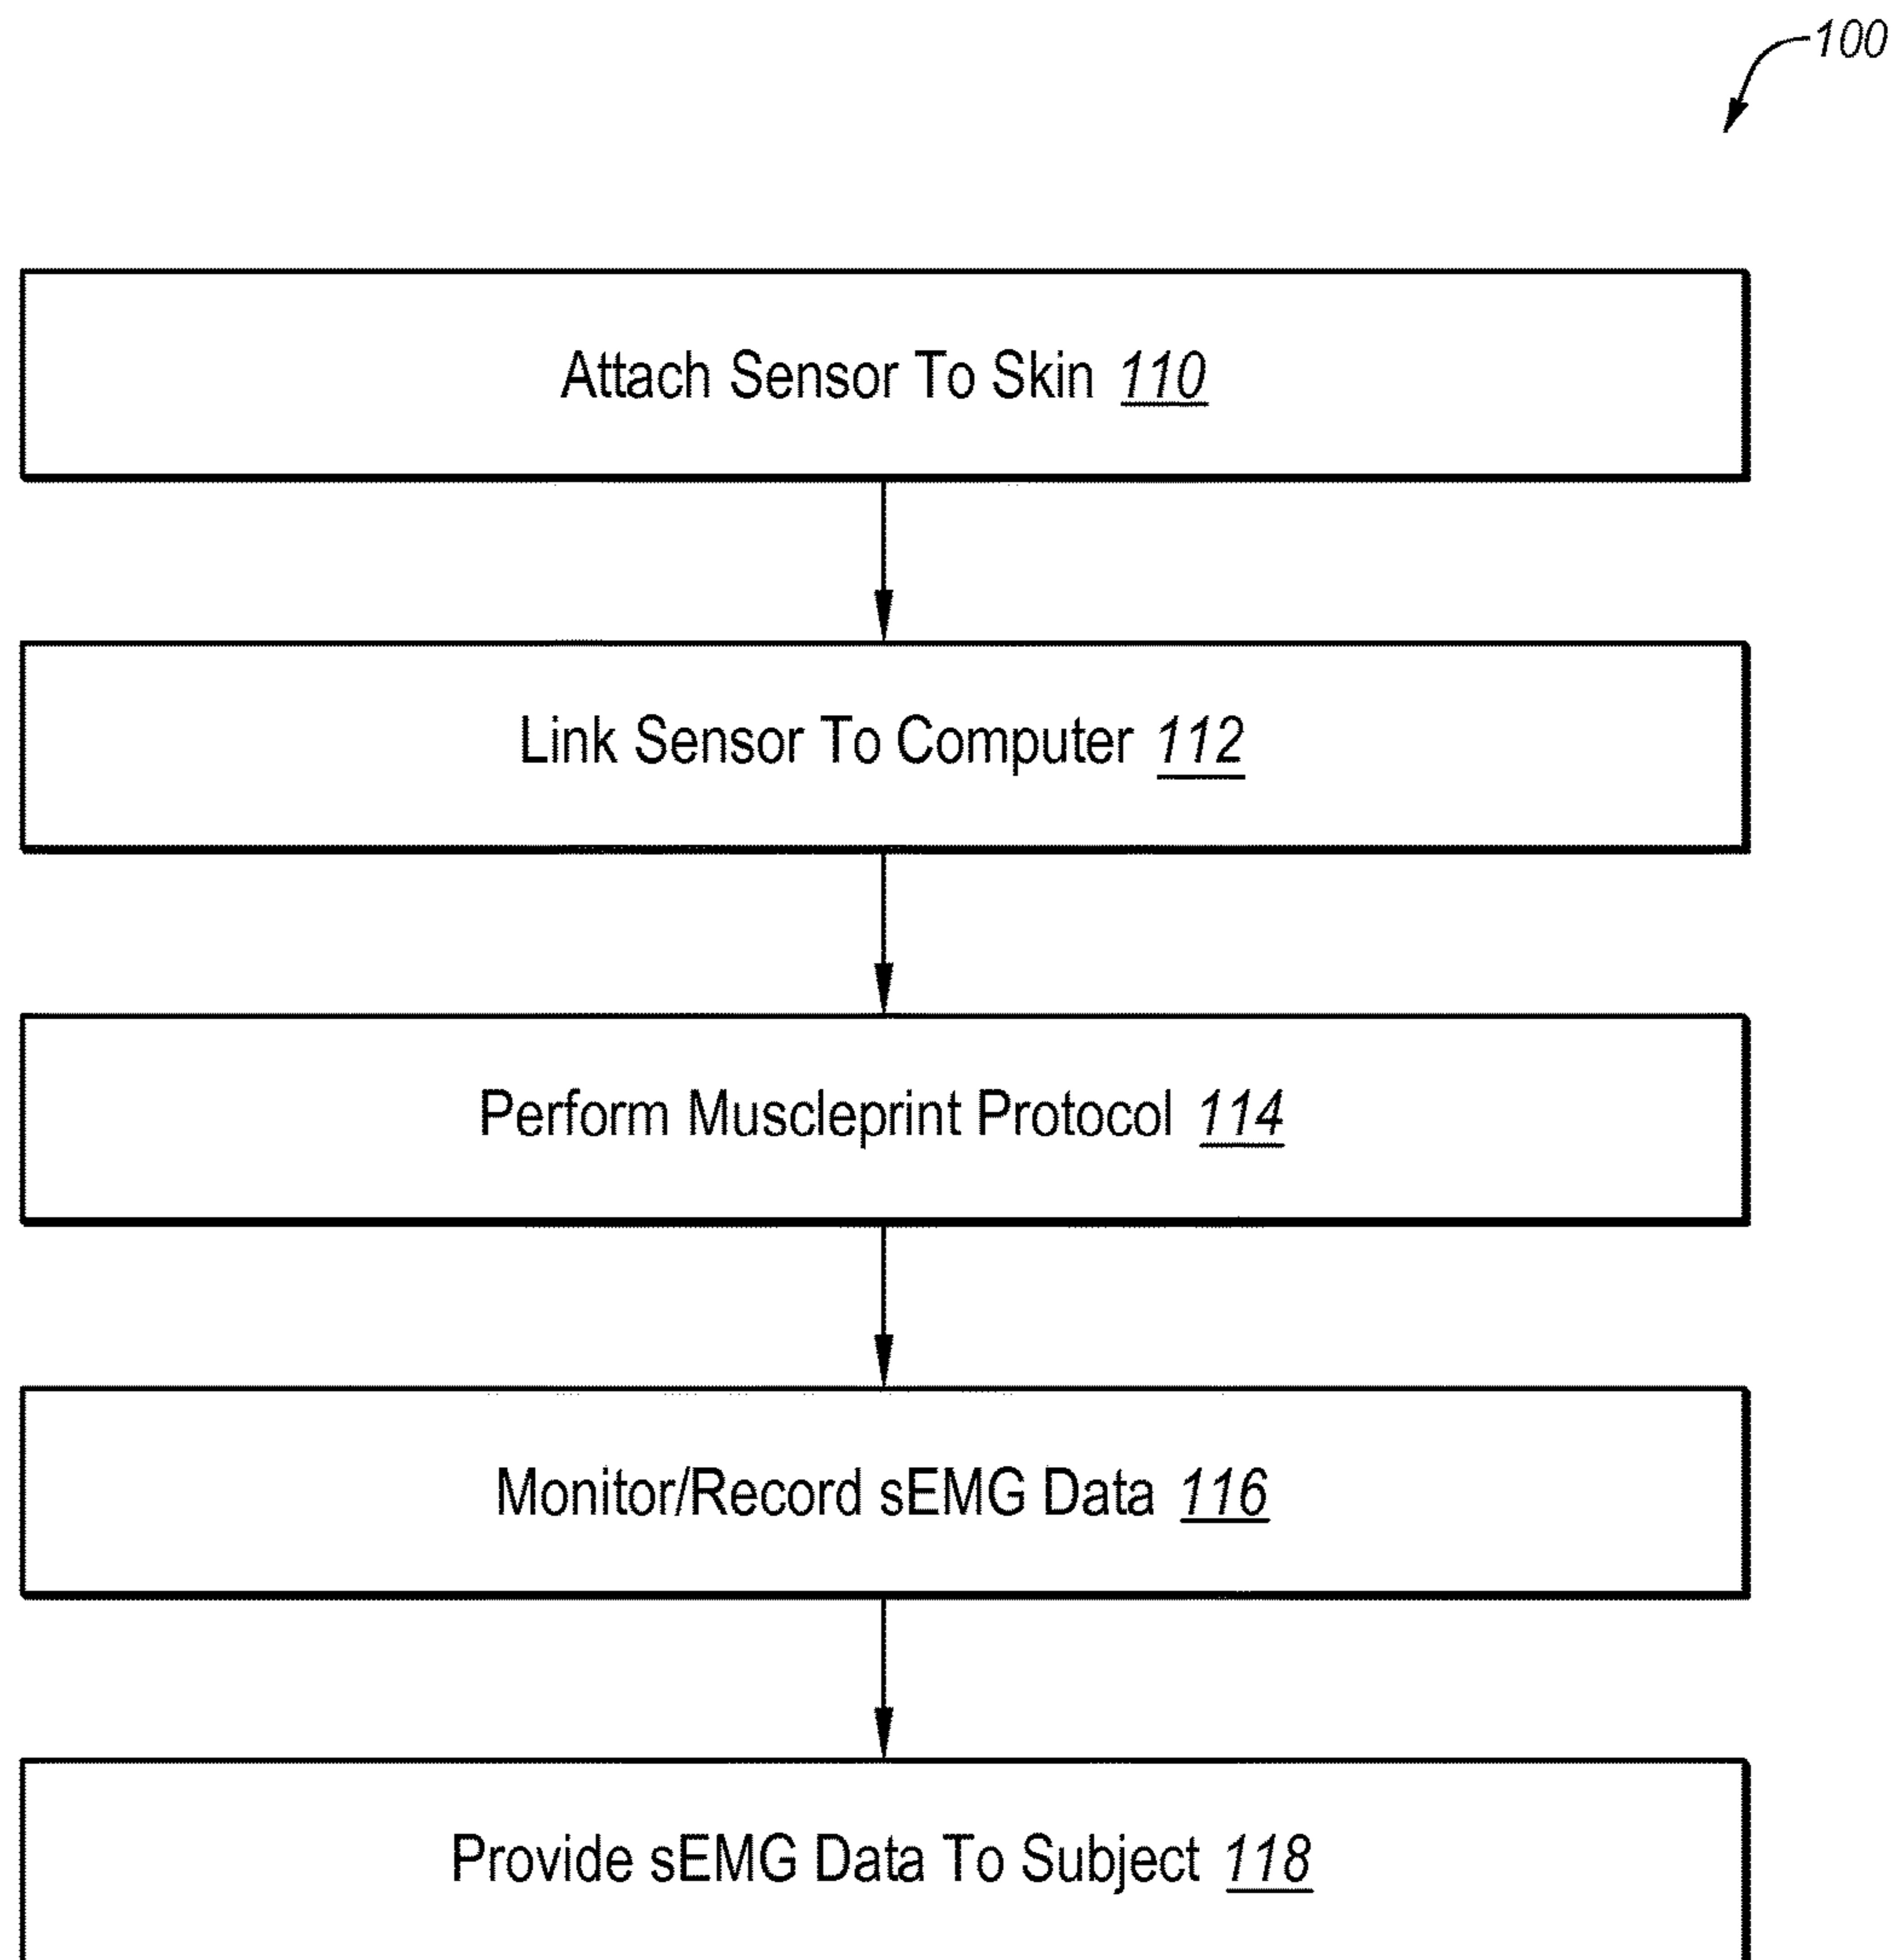 100
Attach Sensor To Skin 110
Link Sensor To Computer 112
Perform Muscleprint Protocol 114
Monitor/Record sEMG Data 116
Provide sEMG Data To Subject 118